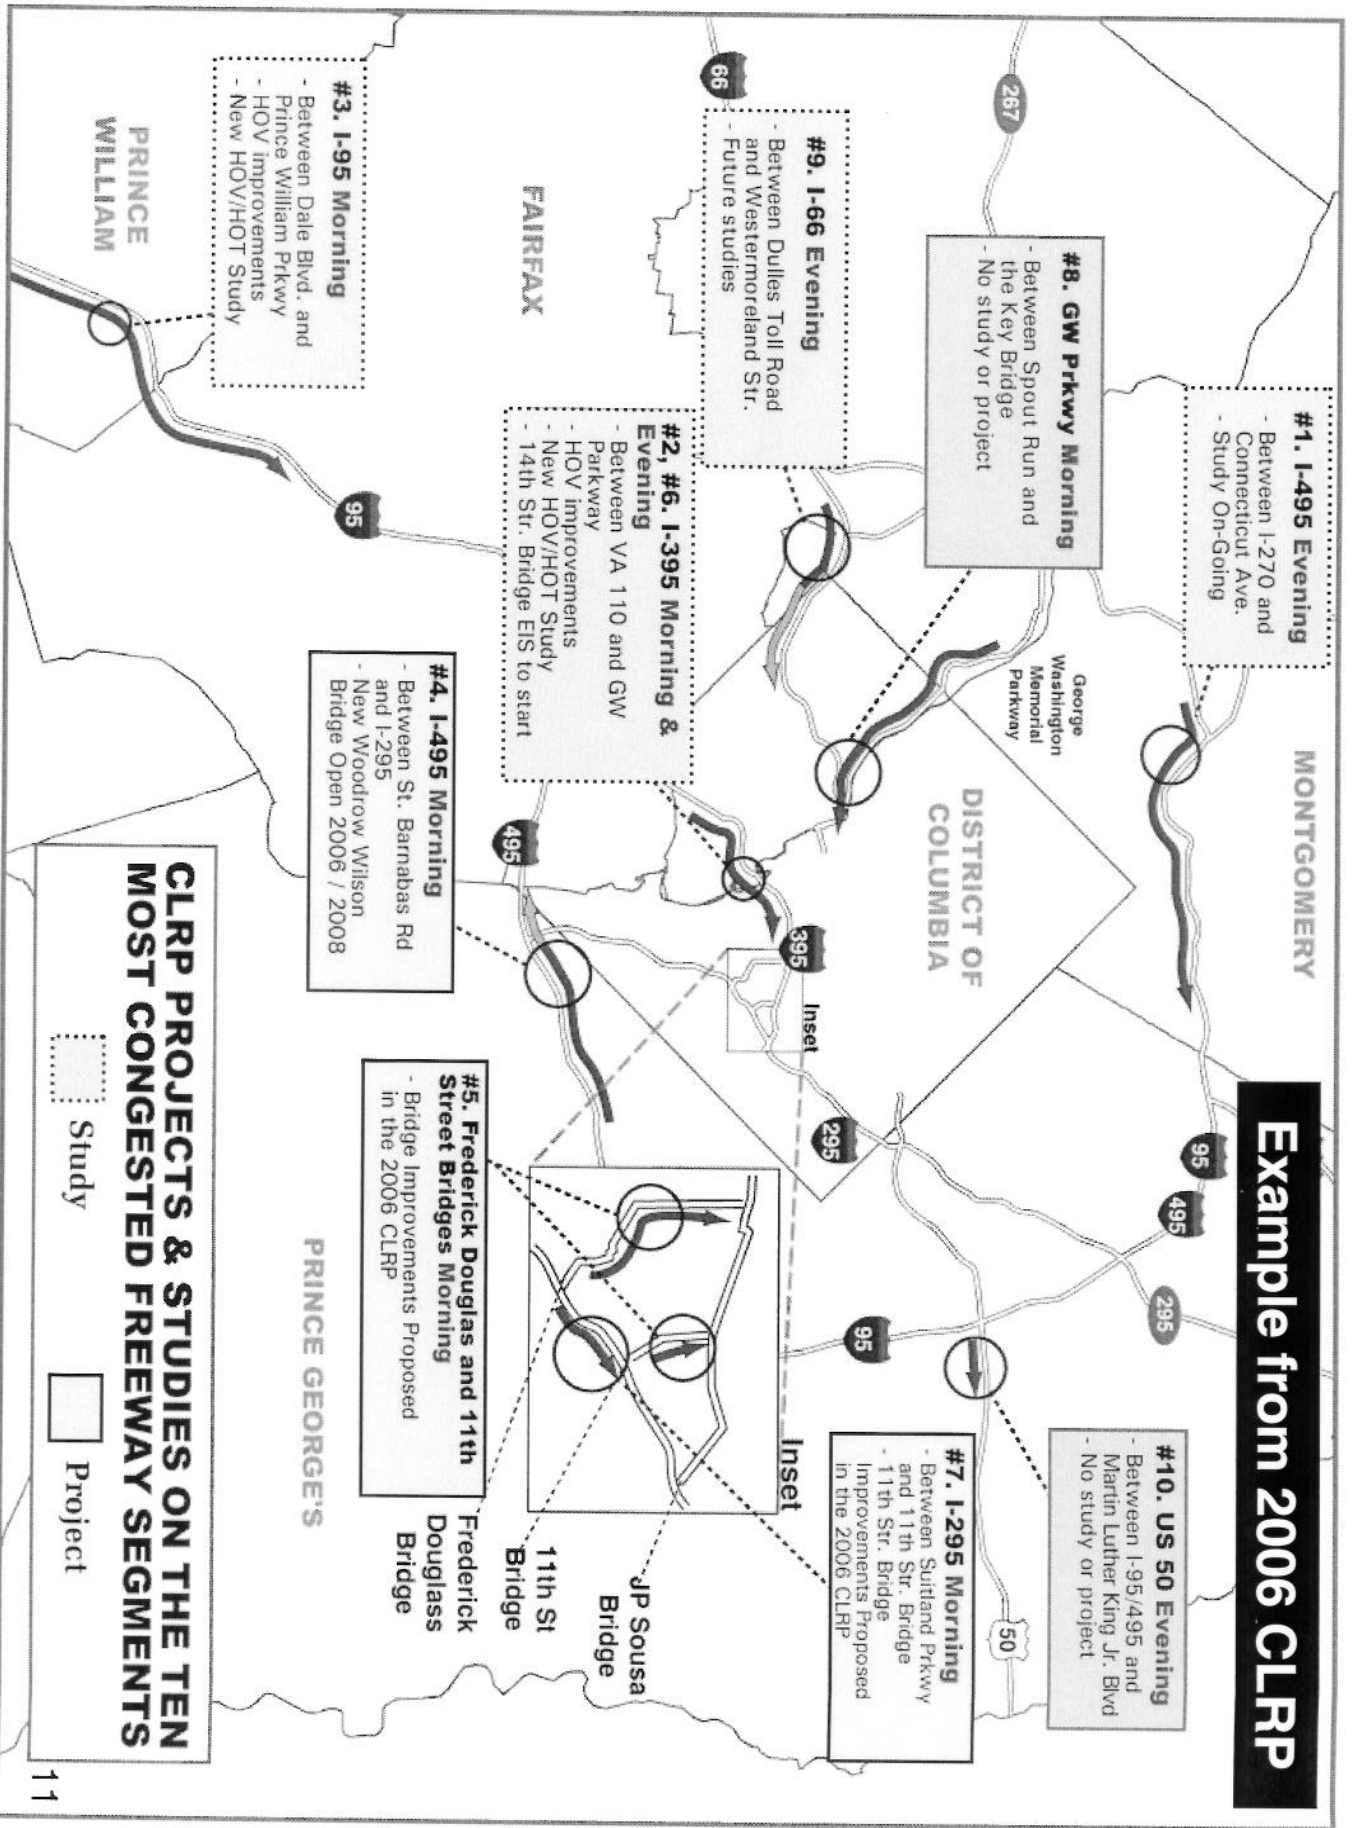 Example from 2006 CLRP
#1. I-495 Evening
- Between I-270 and
Connecticut Ave.
- Study On-Going
MONTGOMERY
95
495
295
#10. US 50 Evening
- Between I-95/495 and
Martin Luther King Jr. Blvd
- No study or project
267
#8. GW Prkwy Morning
- Between Spout Run and
the Key Bridge
- No study or project
George
Washington
Memorial
Parkway
DISTRICT OF
COLUMBIA
50
66
#9. I-66 Evening
- Between Dulles Toll Road
and Westermoreland Str.
- Future studies
395
Inset
295
95
#7. I-295 Morning
- Between Suitland Prkwy
and 11th Str. Bridge
- 11th Str. Bridge
Improvements Proposed
in the 2006 CLRP
Inset
FAIRFAX
#2, #6. I-395 Morning &
Evening
- Between VA 110 and GW
Parkway
- HOV improvements
- New HOV/HOT Study
- 14th Str. Bridge EIS to start
JP Sousa
Bridge
11th St
Bridge
Frederick
Douglass
Bridge
495
#5. Frederick Douglas and 11th
Street Bridges Morning
- Bridge Improvements Proposed
in the 2006 CLRP
#4. I-495 Morning
- Between St. Barnabas Rd
and I-295
- New Woodrow Wilson
Bridge Open 2006 / 2008
95
#3. I-95 Morning
- Between Dale Blvd. and
Prince William Prkwy
- HOV improvements
- New HOV/HOT Study
PRINCE
WILLIAM
PRINCE GEORGE'S
CLRP PROJECTS & STUDIES ON THE TEN
MOST CONGESTED FREEWAY SEGMENTS
Study
Project
11